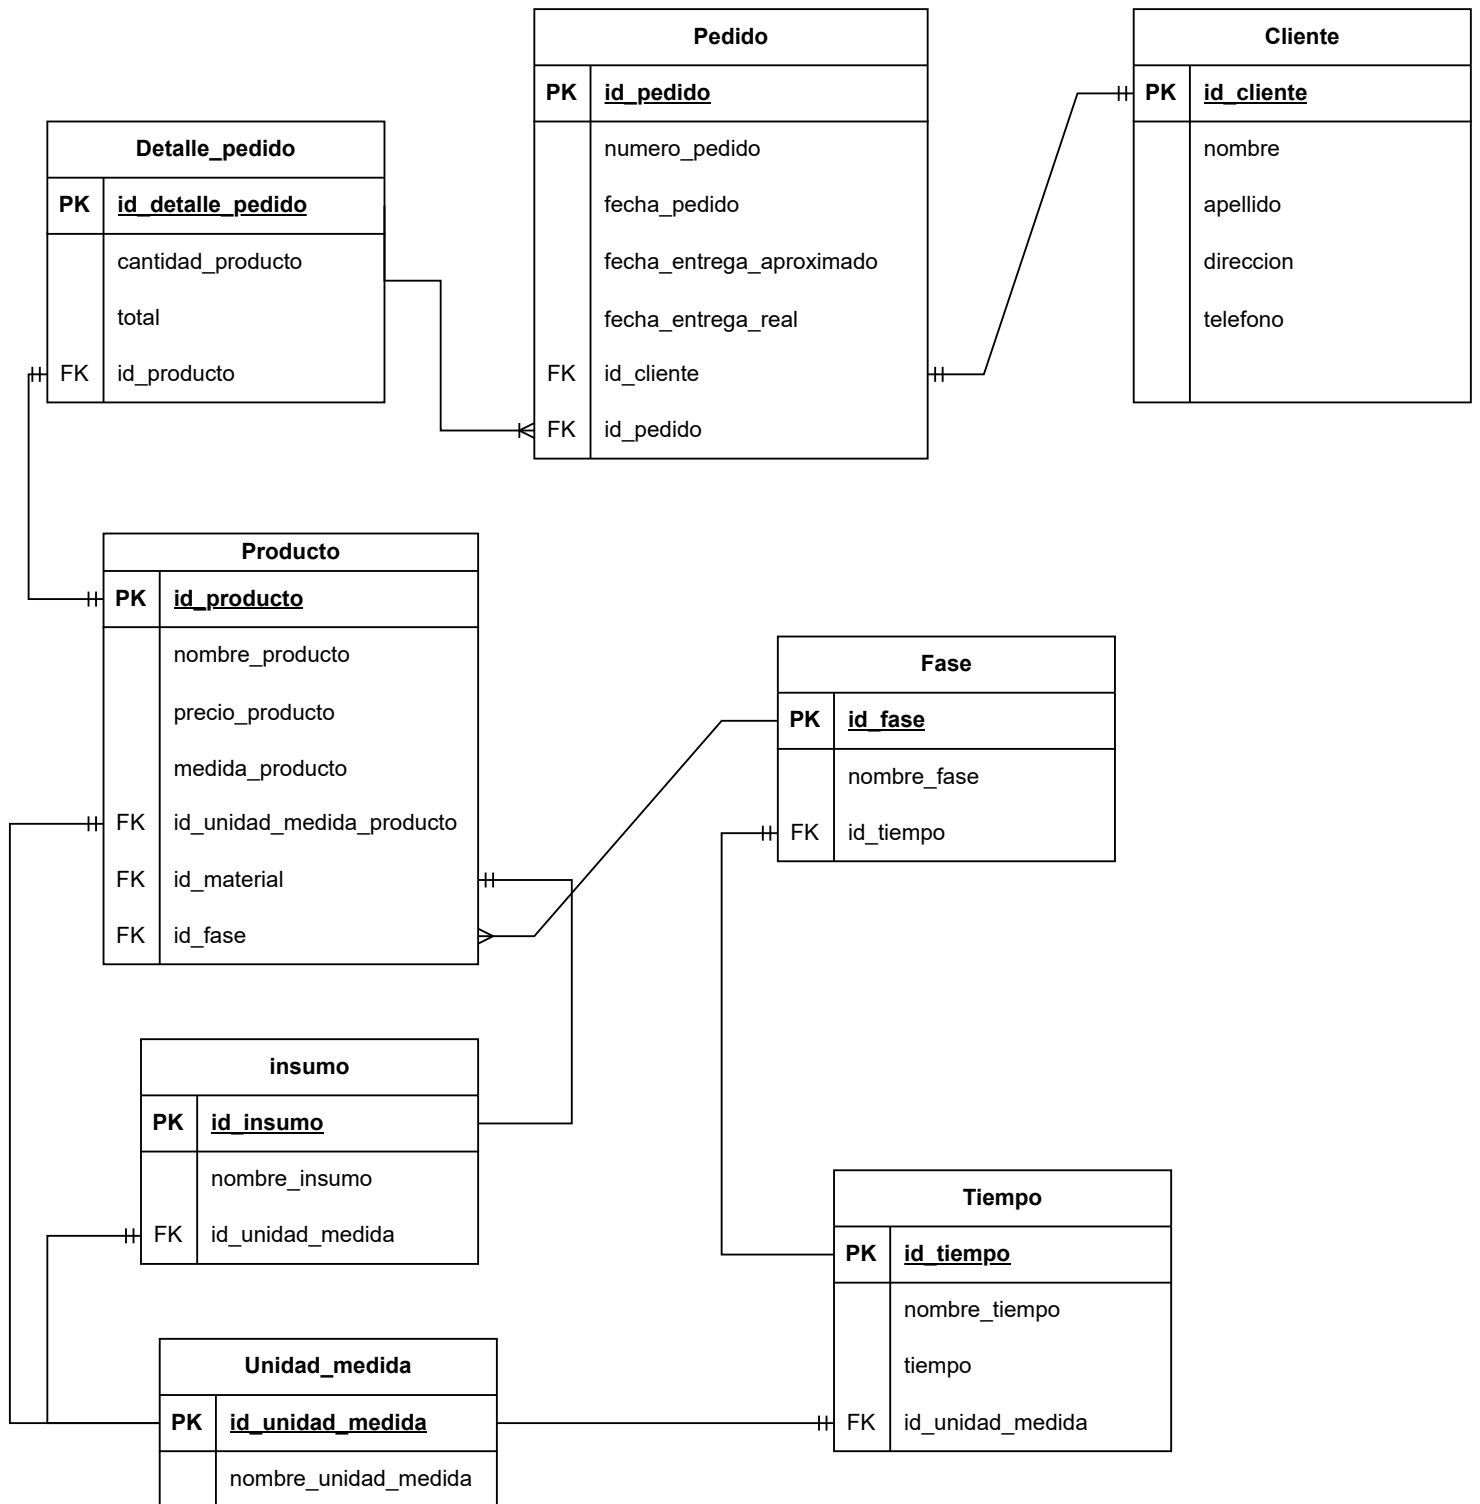 Pedido
PK id_pedido
numero_pedido
fecha_pedido
fecha_entrega_aproximado
fecha_entrega_real
FK id_cliente
FK id_pedido
Cliente
PK id_cliente
nombre
apellido
direccion
telefono
Detalle_pedido
PK id_detalle_pedido
cantidad_producto
total
FK id_producto
Producto
PK id_producto
nombre_producto
precio_producto
medida_producto
FK id_unidad_medida_producto
FK id_material
FK id_fase
Fase
PK id_fase
nombre_fase
FK id_tiempo
insumo
PK id_insumo
nombre_insumo
FK id_unidad_medida
Tiempo
PK id_tiempo
nombre_tiempo
tiempo
FK id_unidad_medida
Unidad_medida
PK id_unidad_medida
nombre_unidad_medida